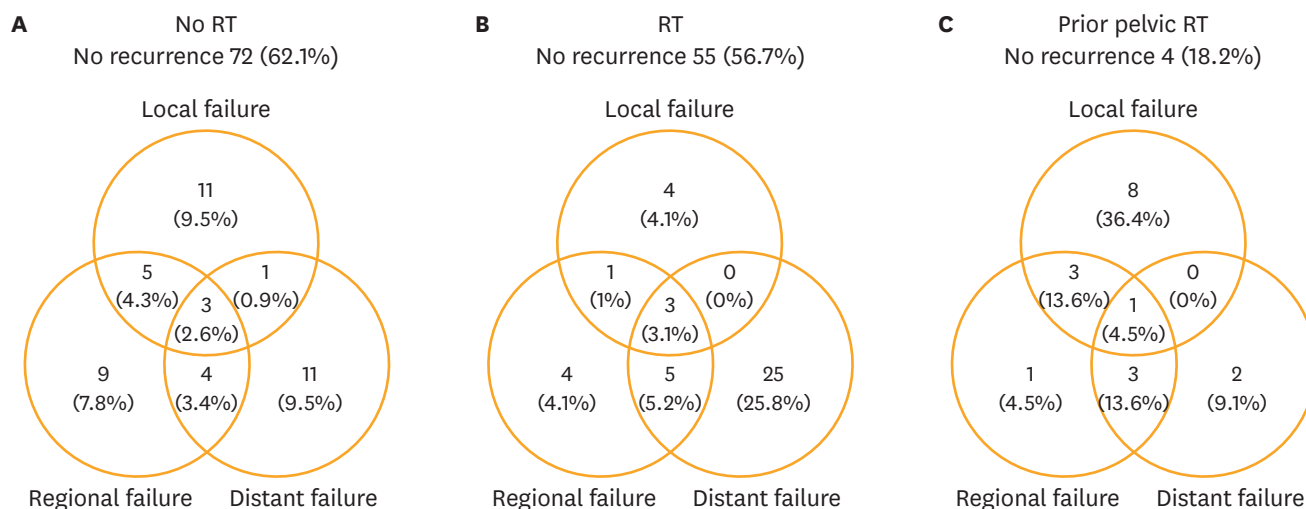 A
No RT
No recurrence 72 (62.1%)
Local failure
11
(9.5%)
5
(4.3%)
1
(0.9%)
3
(2.6%)
9
(7.8%)
4
(3.4%)
11
(9.5%)
Regional failure
Distant failure
B
RT
No recurrence 55 (56.7%)
Local failure
4
(4.1%)
1
(1%)
0
(0%)
3
(3.1%)
4
(4.1%)
5
(5.2%)
25
(25.8%)
Regional failure
Distant failure
C
Prior pelvic RT
No recurrence 4 (18.2%)
Local failure
8
(36.4%)
3
(13.6%)
0
(0%)
1
(4.5%)
1
(4.5%)
3
(13.6%)
2
(9.1%)
Regional failure
Distant failure